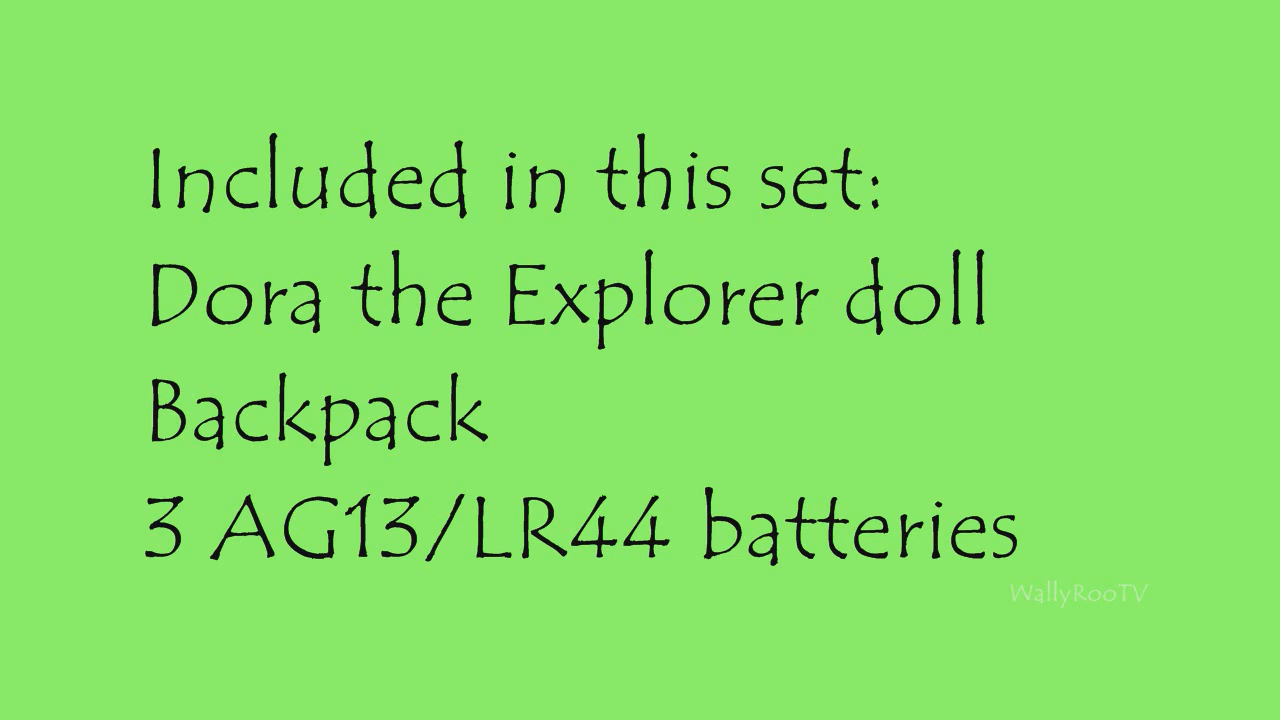 Included in this set:
Dora the Explorer doll
Backpack
3 AG13/LR44 batteries
WallyRooTV